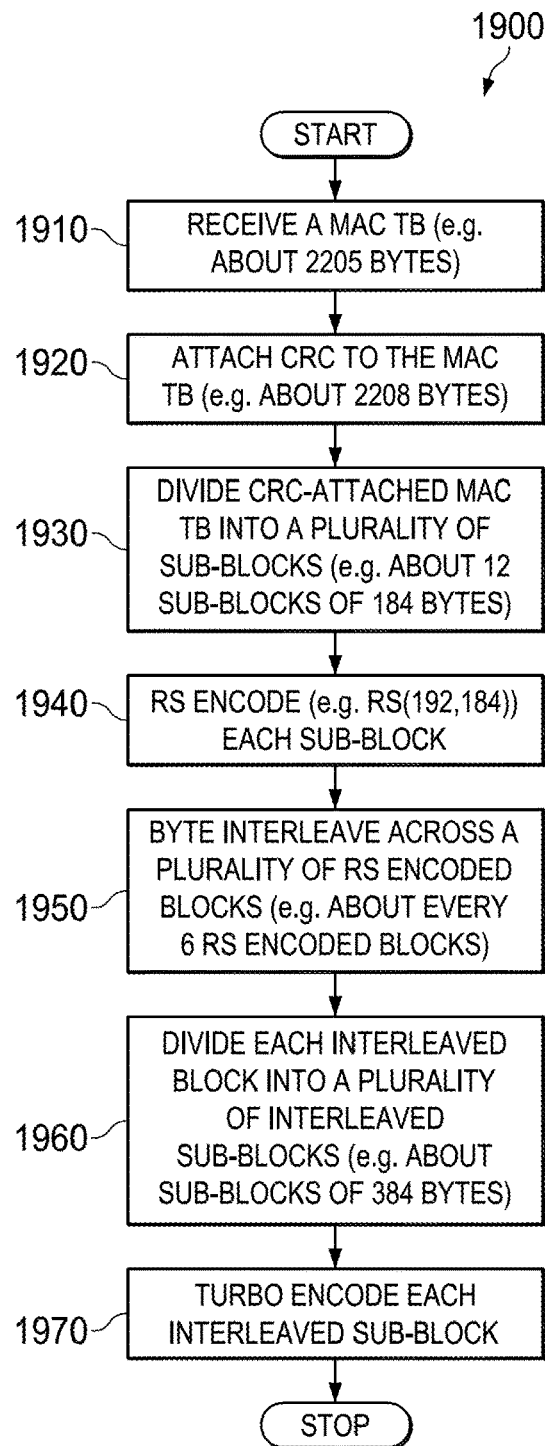 1900
START
1910
RECEIVE A MAC TB (e.g.
ABOUT 2205 BYTES)
1920
ATTACH CRC TO THE MAC
TB (e.g. ABOUT 2208 BYTES)
1930
DIVIDE CRC-ATTACHED MAC
TB INTO A PLURALITY OF
SUB-BLOCKS (e.g. ABOUT 12
SUB-BLOCKS OF 184 BYTES)
1940
RS ENCODE (e.g. RS(192,184))
EACH SUB-BLOCK
1950
BYTE INTERLEAVE ACROSS A
PLURALITY OF RS ENCODED
BLOCKS (e.g. ABOUT EVERY
6 RS ENCODED BLOCKS)
1960
DIVIDE EACH INTERLEAVED
BLOCK INTO A PLURALITY
OF INTERLEAVED
SUB-BLOCKS (e.g. ABOUT
SUB-BLOCKS OF 384 BYTES)
1970
TURBO ENCODE EACH
INTERLEAVED SUB-BLOCK
STOP